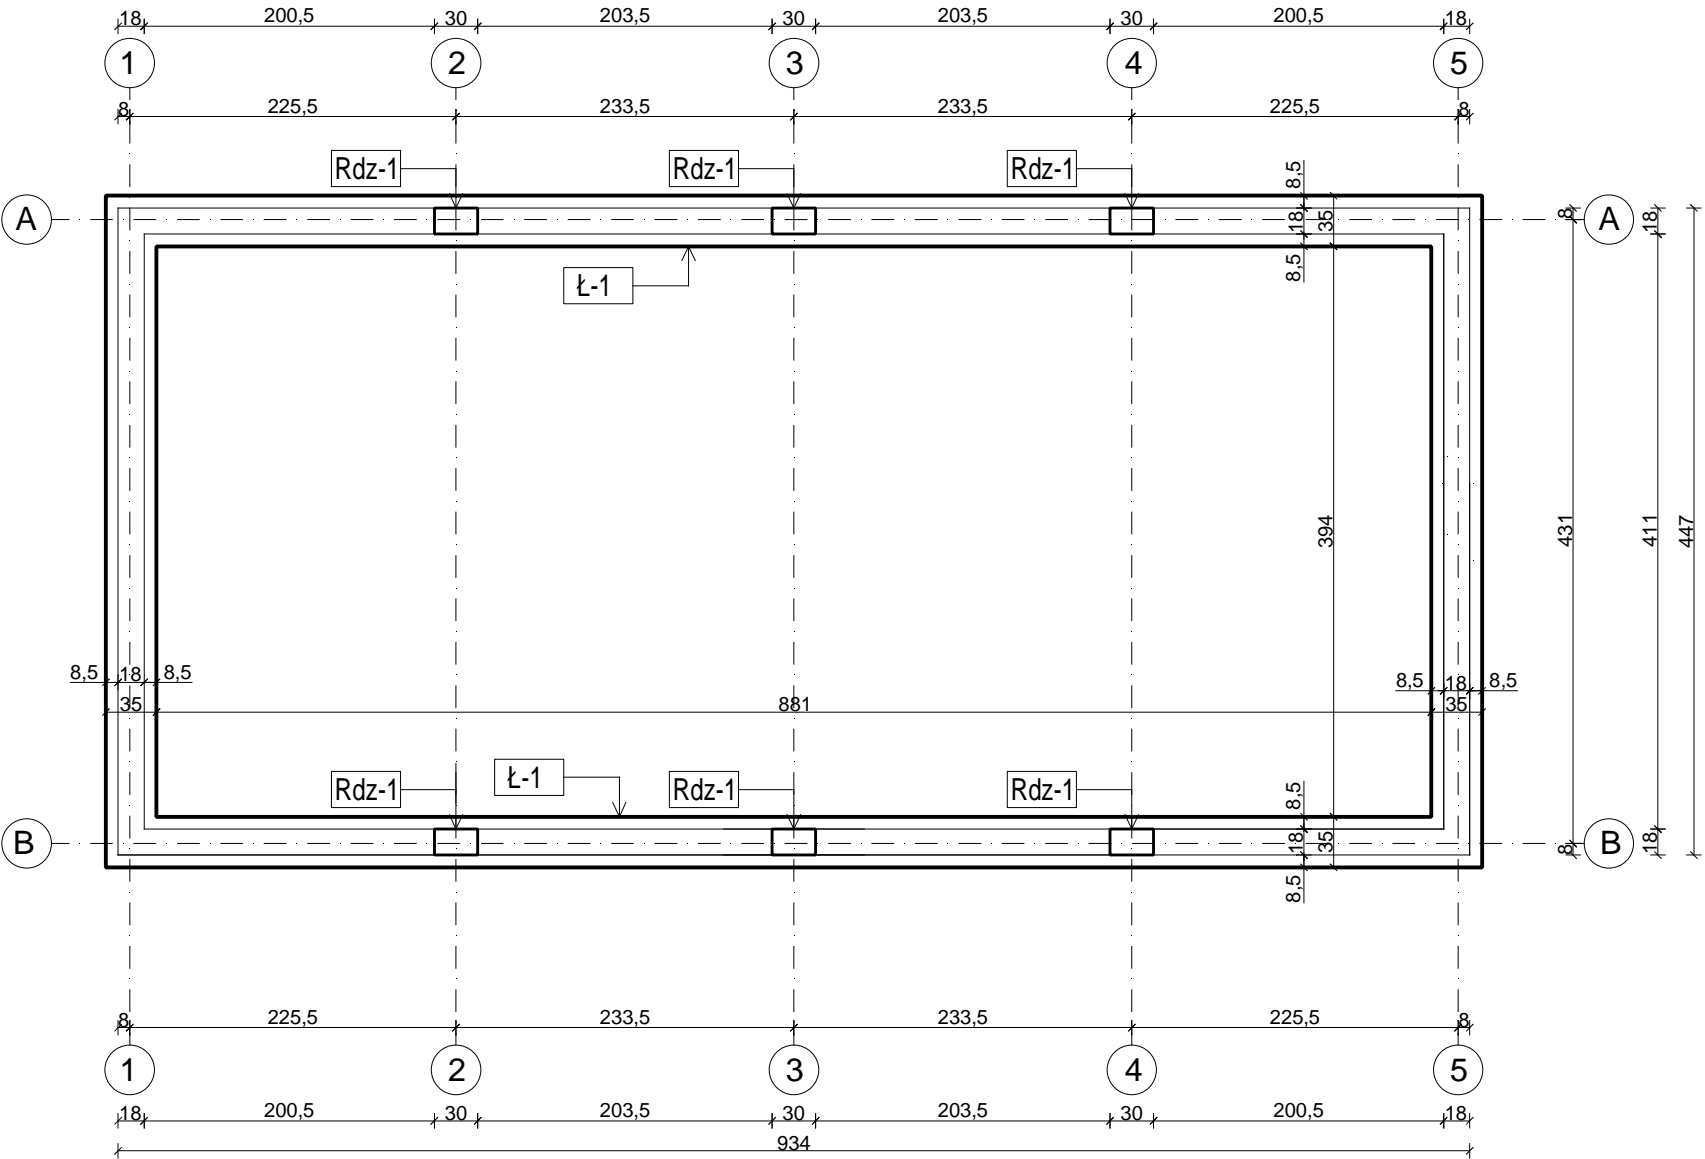 18 200,5 30 203,5 30 203,5 30 200,5 18
1 2 3 4 5
8 225,5 233,5 233,5 225,5 8
Rdz-1 Rdz-1 Rdz-1
8,5
A 18 35 8 A 18
8,5
Ł-1
394 431 411 447
8,5 18 8,5 8,5 18 8,5
35 881 35
Rdz-1 Ł-1 Rdz-1 Rdz-1
8,5
B 18 35 8 B 18
8,5
8 225,5 233,5 233,5 225,5 8
1 2 3 4 5
18 200,5 30 203,5 30 203,5 30 200,5 18
934